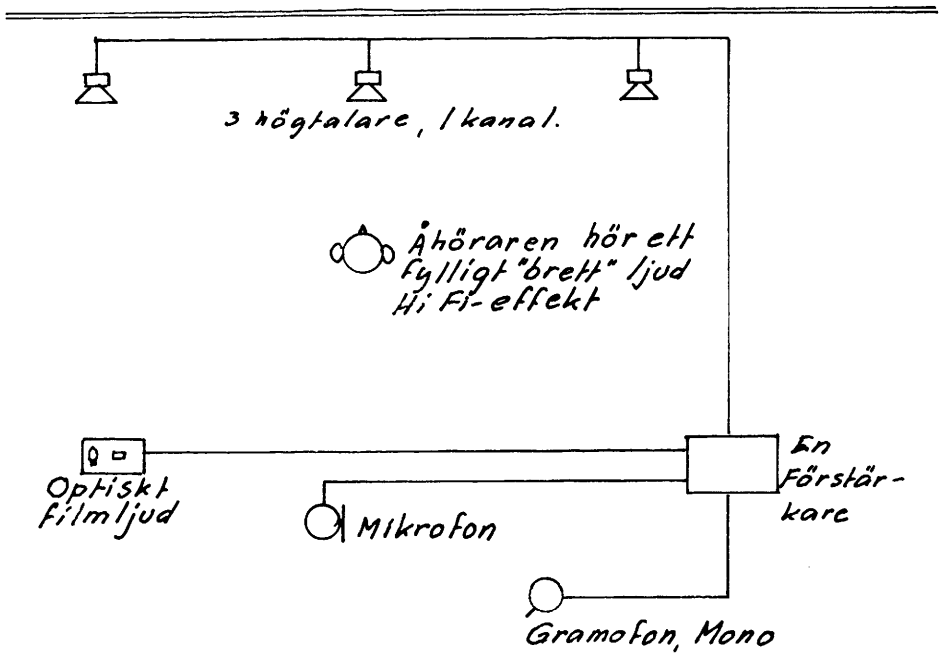 3 högtalare, 1 kanal.
Åhöraren hör ett
fylligt "brett" ljud
Hi Fi-effekt
Optiskt
filmljud
Mikrofon
En
Förstär-
kare
Gramofon, Mono